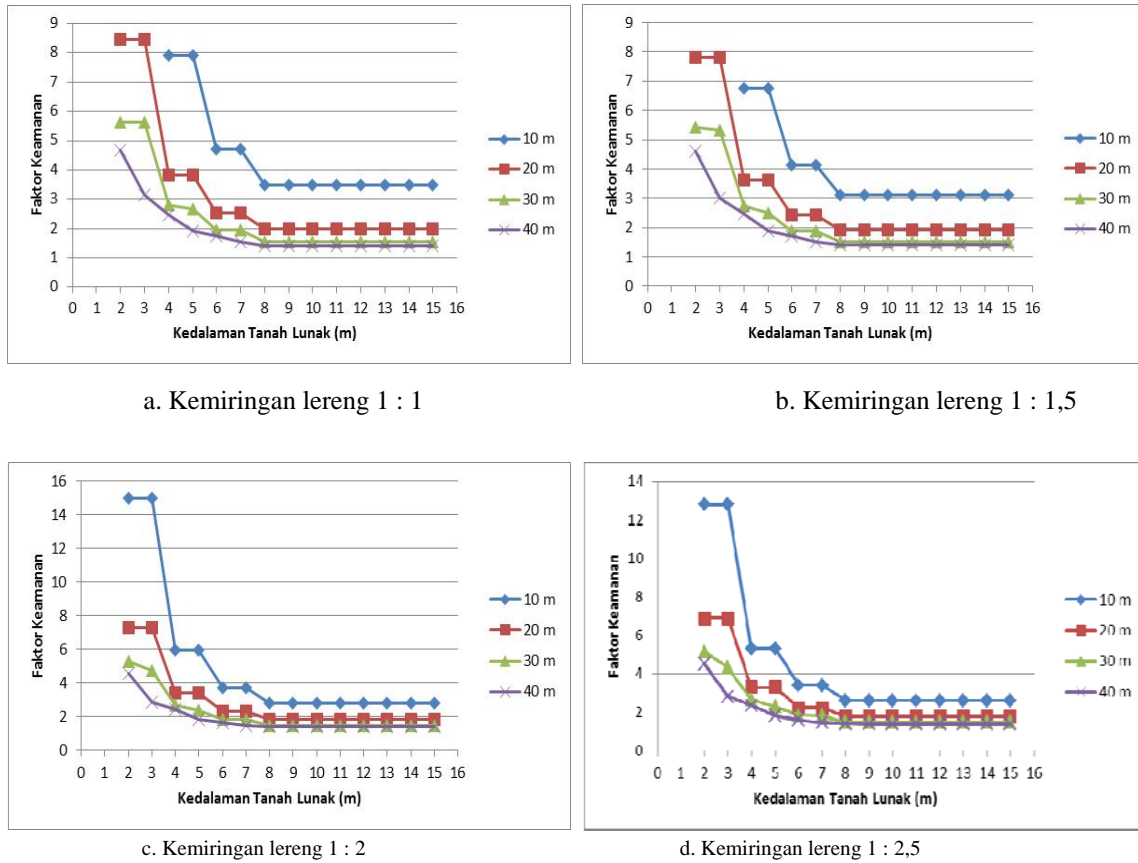 9
8
7
6
5
4
3
2
1
0
Faktor Keamanan
0 1 2 3 4 5 6 7 8 9 10 11 12 13 14 15 16
Kedalaman Tanah Lunak (m)
10 m
20 m
30 m
40 m
a. Kemiringan lereng 1 : 1
9
8
7
6
5
4
3
2
1
0
Faktor Keamanan
0 1 2 3 4 5 6 7 8 9 10 11 12 13 14 15 16
Kedalaman Tanah Lunak (m)
10 m
20 m
30 m
40 m
b. Kemiringan lereng 1 : 1,5
16
14
12
10
8
6
4
2
0
Faktor Keamanan
0 1 2 3 4 5 6 7 8 9 10 11 12 13 14 15 16
Kedalaman Tanah Lunak (m)
10 m
20 m
30 m
40 m
c. Kemiringan lereng 1 : 2
14
12
10
8
6
4
2
0
Faktor Keamanan
0 1 2 3 4 5 6 7 8 9 10 11 12 13 14 15 16
Kedalaman Tanah Lunak (m)
10 m
20 m
30 m
40 m
d. Kemiringan lereng 1 : 2,5